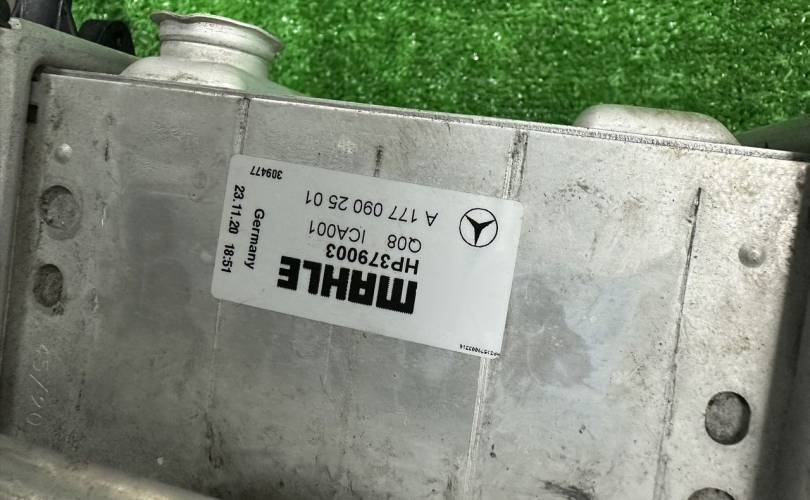 MAHLE
HP379003
Q08 ICA001
A 177 090 25 01
Germany
23.11.20 18:51
309477